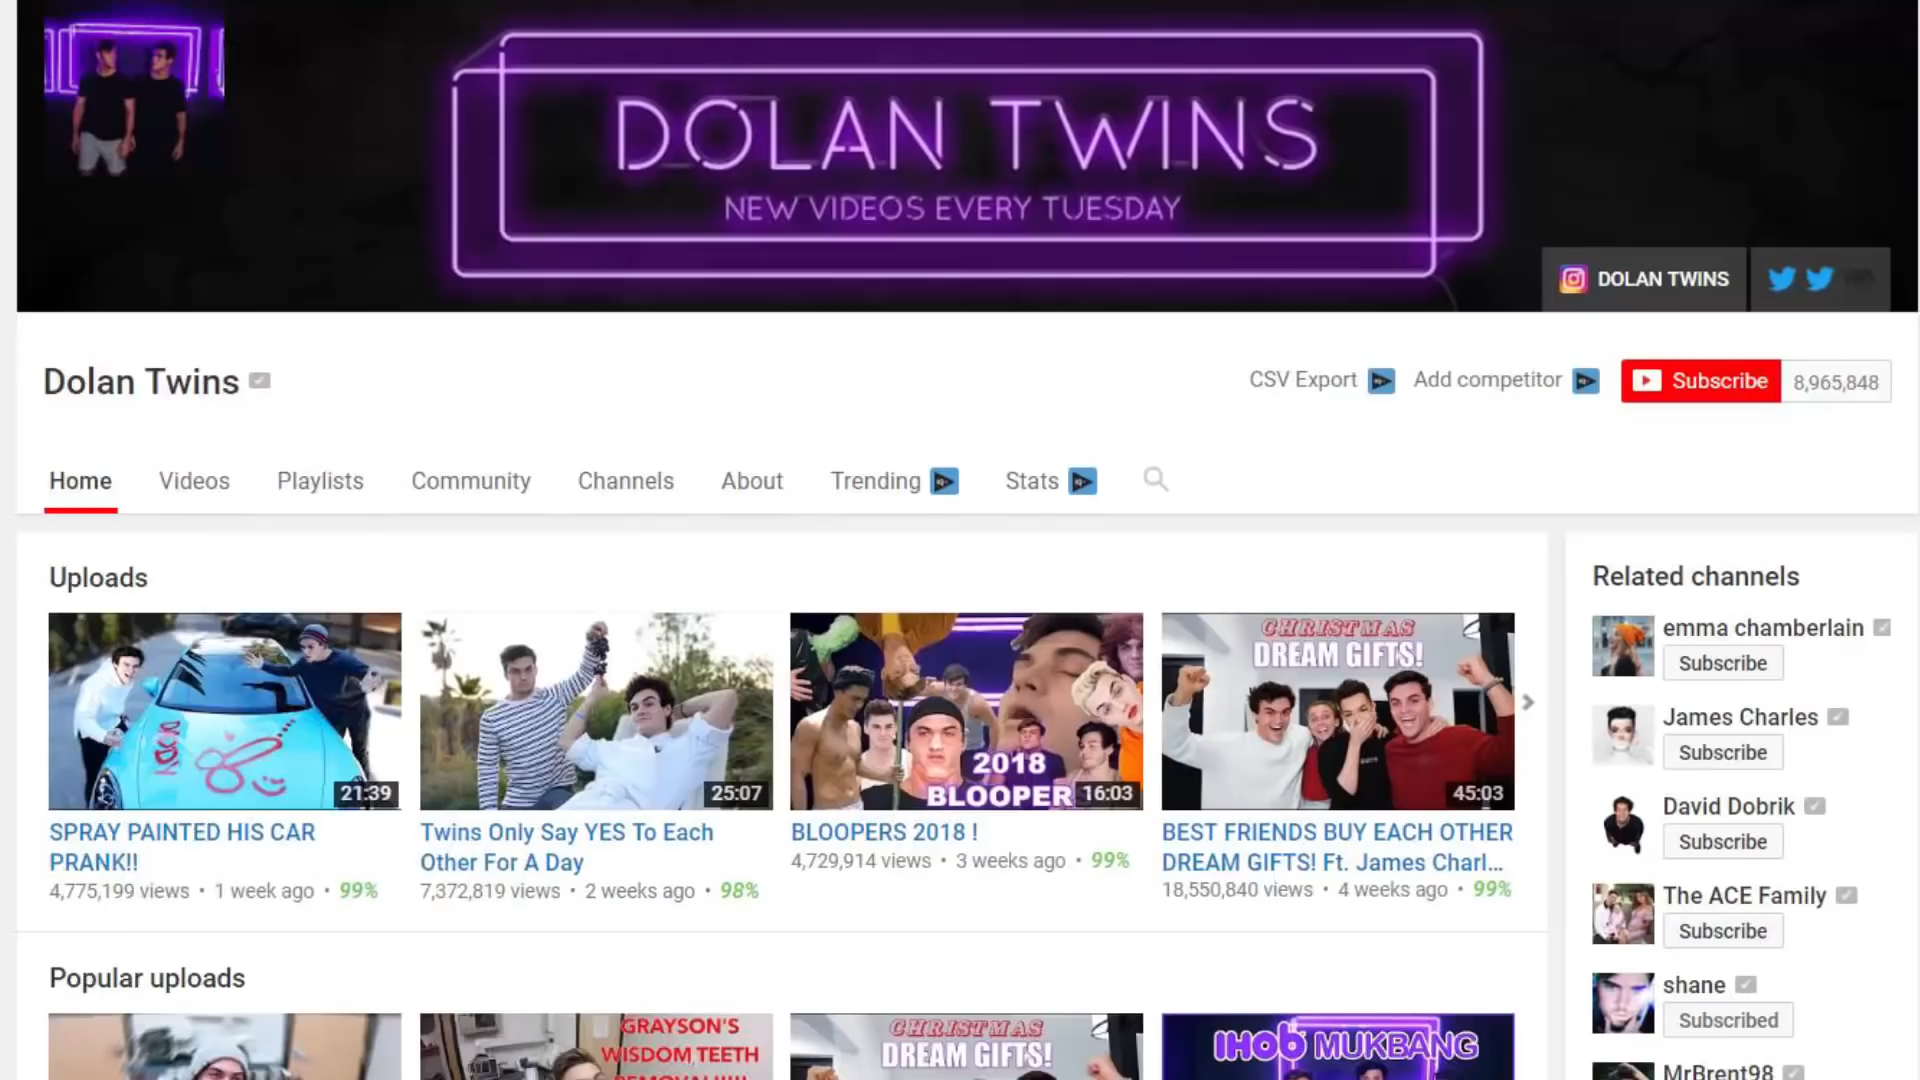 DOLAN TWINS
NEW VIDEOS EVERY TUESDAY
DOLAN TWINS
Dolan Twins
CSV Export
Add competitor
Subscribe 8,965,848
Home Videos Playlists Community Channels About Trending Stats
Uploads
21:39
SPRAY PAINTED HIS CAR
PRANK!!
4,775,199 views • 1 week ago • 99%
25:07
Twins Only Say YES To Each
Other For A Day
7,372,819 views • 2 weeks ago • 98%
2018
BLOOPER
16:03
BLOOPERS 2018 !
4,729,914 views • 3 weeks ago • 99%
CHRISTMAS
DREAM GIFTS!
45:03
BEST FRIENDS BUY EACH OTHER
DREAM GIFTS! Ft. James Charl...
18,550,840 views • 4 weeks ago • 99%
Popular uploads
GRAYSON'S
WISDOM TEETH
CHRISTMAS
DREAM GIFTS!
IHOb MUKBANG
Related channels
emma chamberlain
Subscribe
James Charles
Subscribe
David Dobrik
Subscribe
The ACE Family
Subscribe
shane
Subscribed
MrBrent98